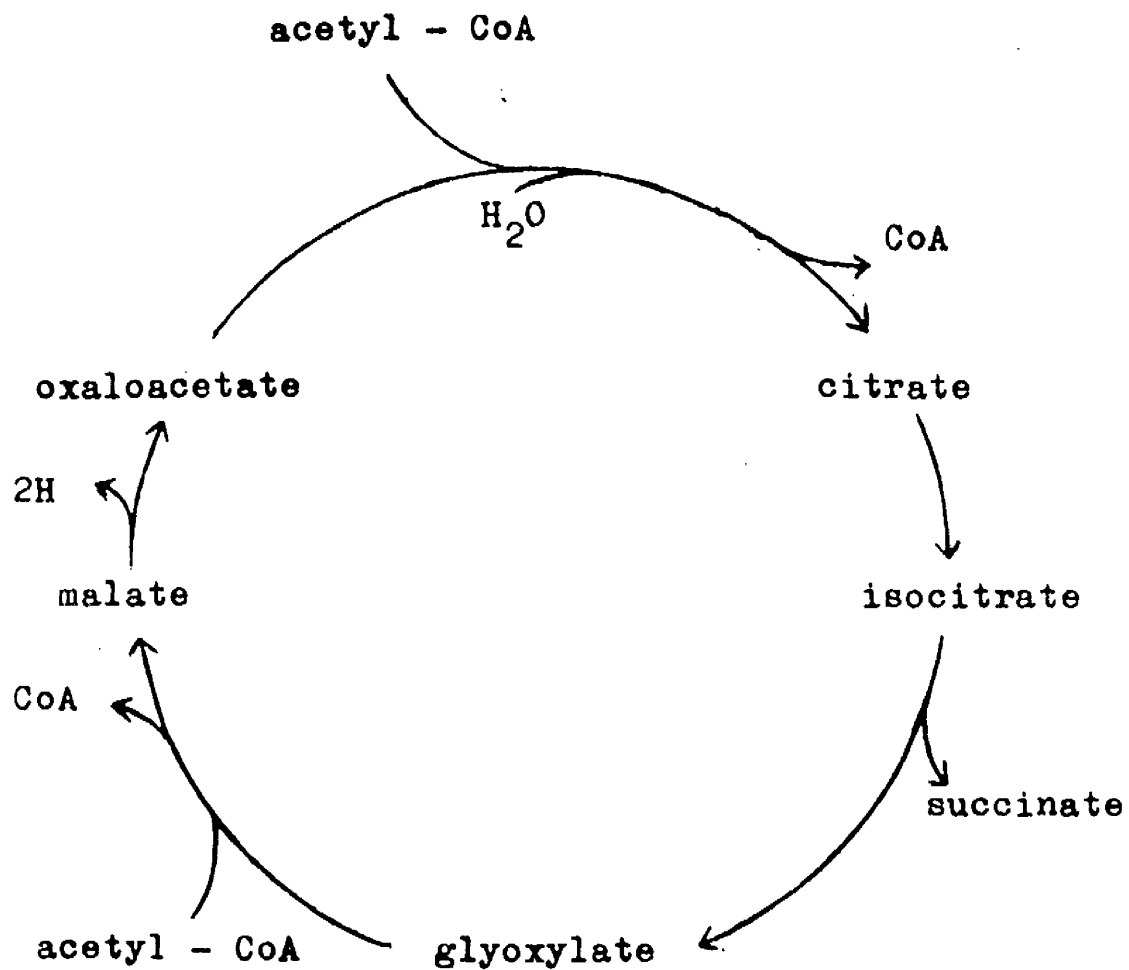 acetyl - CoA
H2O
CoA
oxaloacetate
citrate
2H
malate
isocitrate
CoA
succinate
acetyl - CoA
glyoxylate